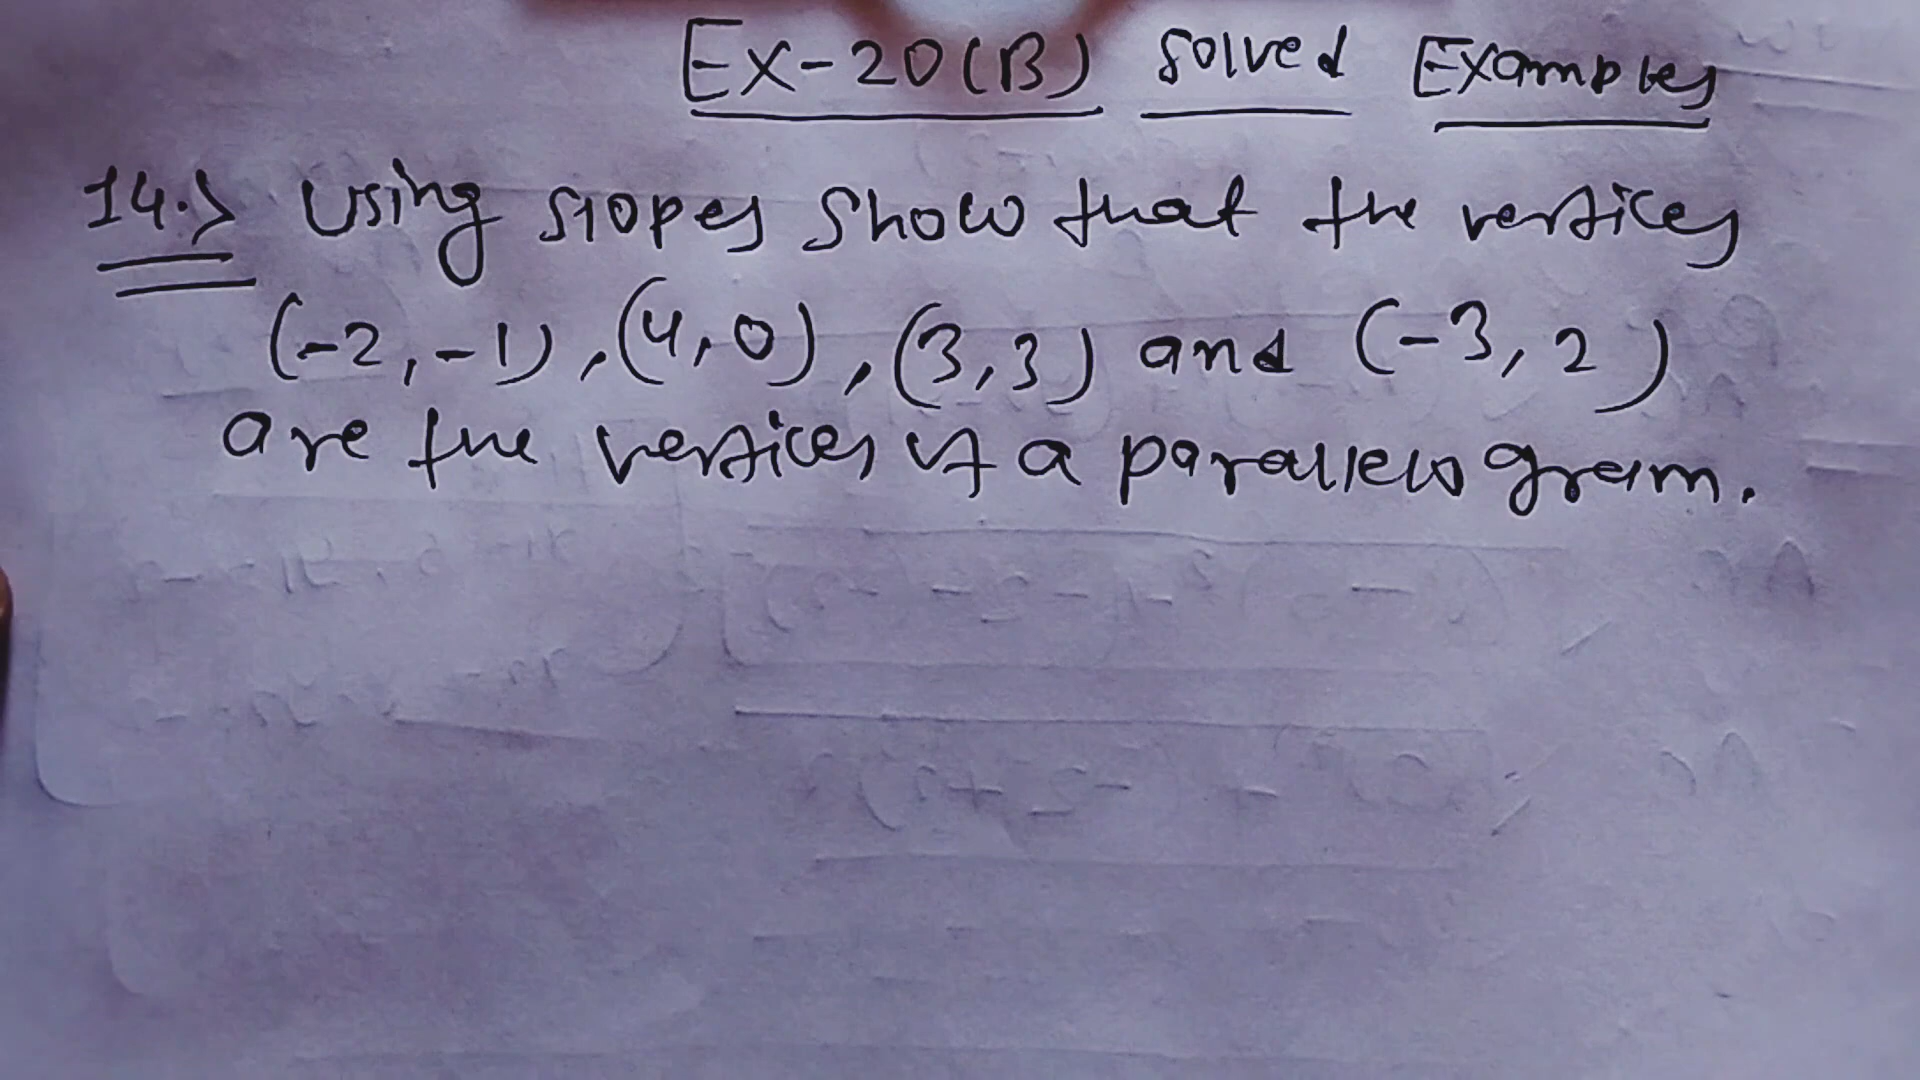 Ex-20(B) Solved Examples
14.> Using slopes show that the vertices
(-2,-1), (4,0), (3,3) and (-3,2)
are the vertices of a parallelogram.